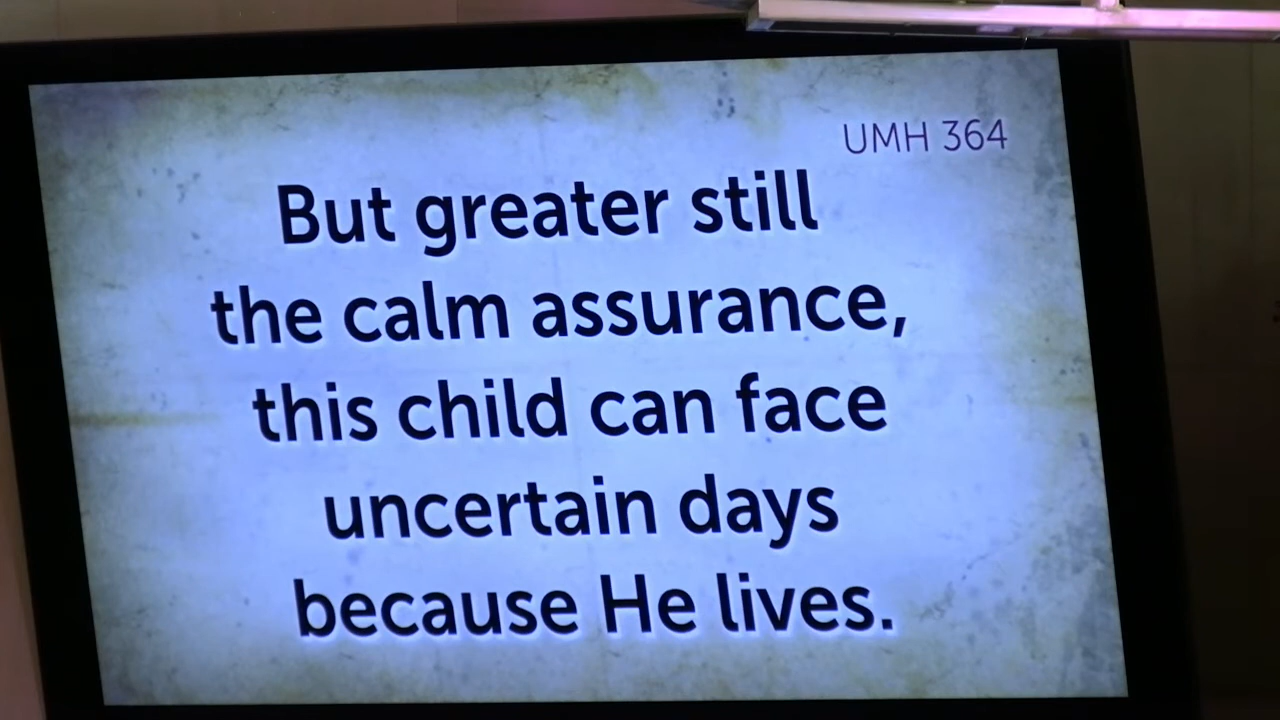 UMH 364
But greater still
the calm assurance,
this child can face
uncertain days
because He lives.